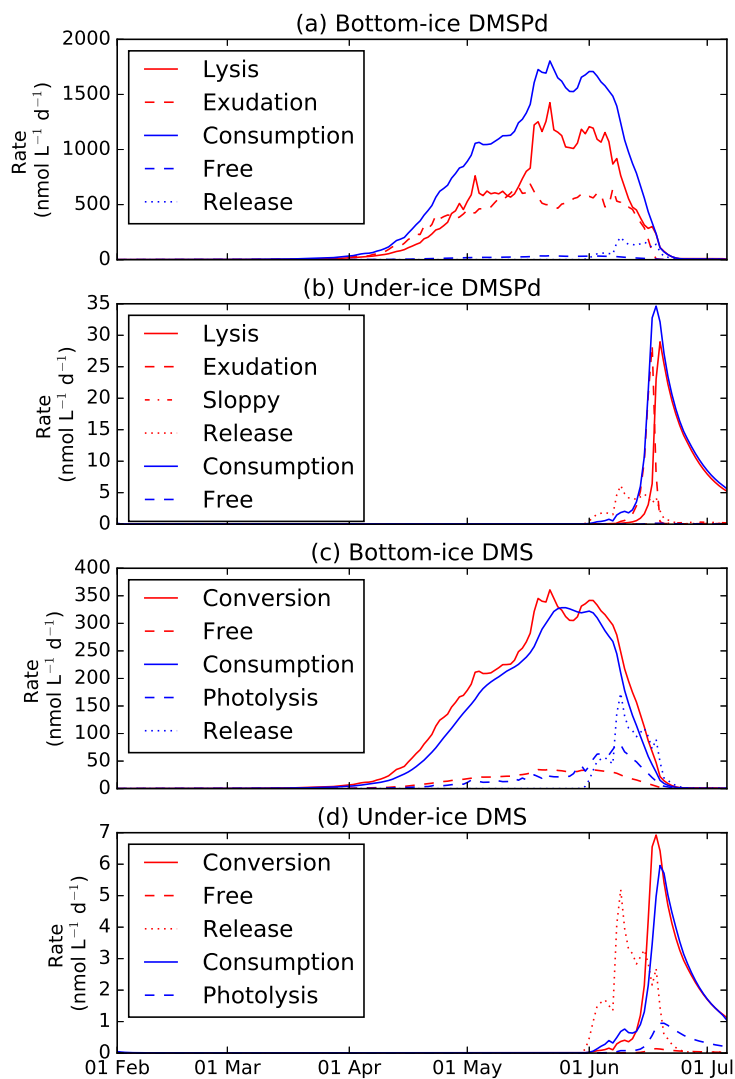 (a) Bottom-ice DMSPd
2000
1500
1000
500
0
Rate
(nmol L⁻¹ d⁻¹)
Lysis
Exudation
Consumption
Free
Release
(b) Under-ice DMSPd
35
30
25
20
15
10
5
0
Rate
(nmol L⁻¹ d⁻¹)
Lysis
Exudation
Sloppy
Release
Consumption
Free
(c) Bottom-ice DMS
400
350
300
250
200
150
100
50
0
Rate
(nmol L⁻¹ d⁻¹)
Conversion
Free
Consumption
Photolysis
Release
(d) Under-ice DMS
7
6
5
4
3
2
1
0
Rate
(nmol L⁻¹ d⁻¹)
Conversion
Free
Release
Consumption
Photolysis
01 Feb 01 Mar 01 Apr 01 May 01 Jun 01 Jul